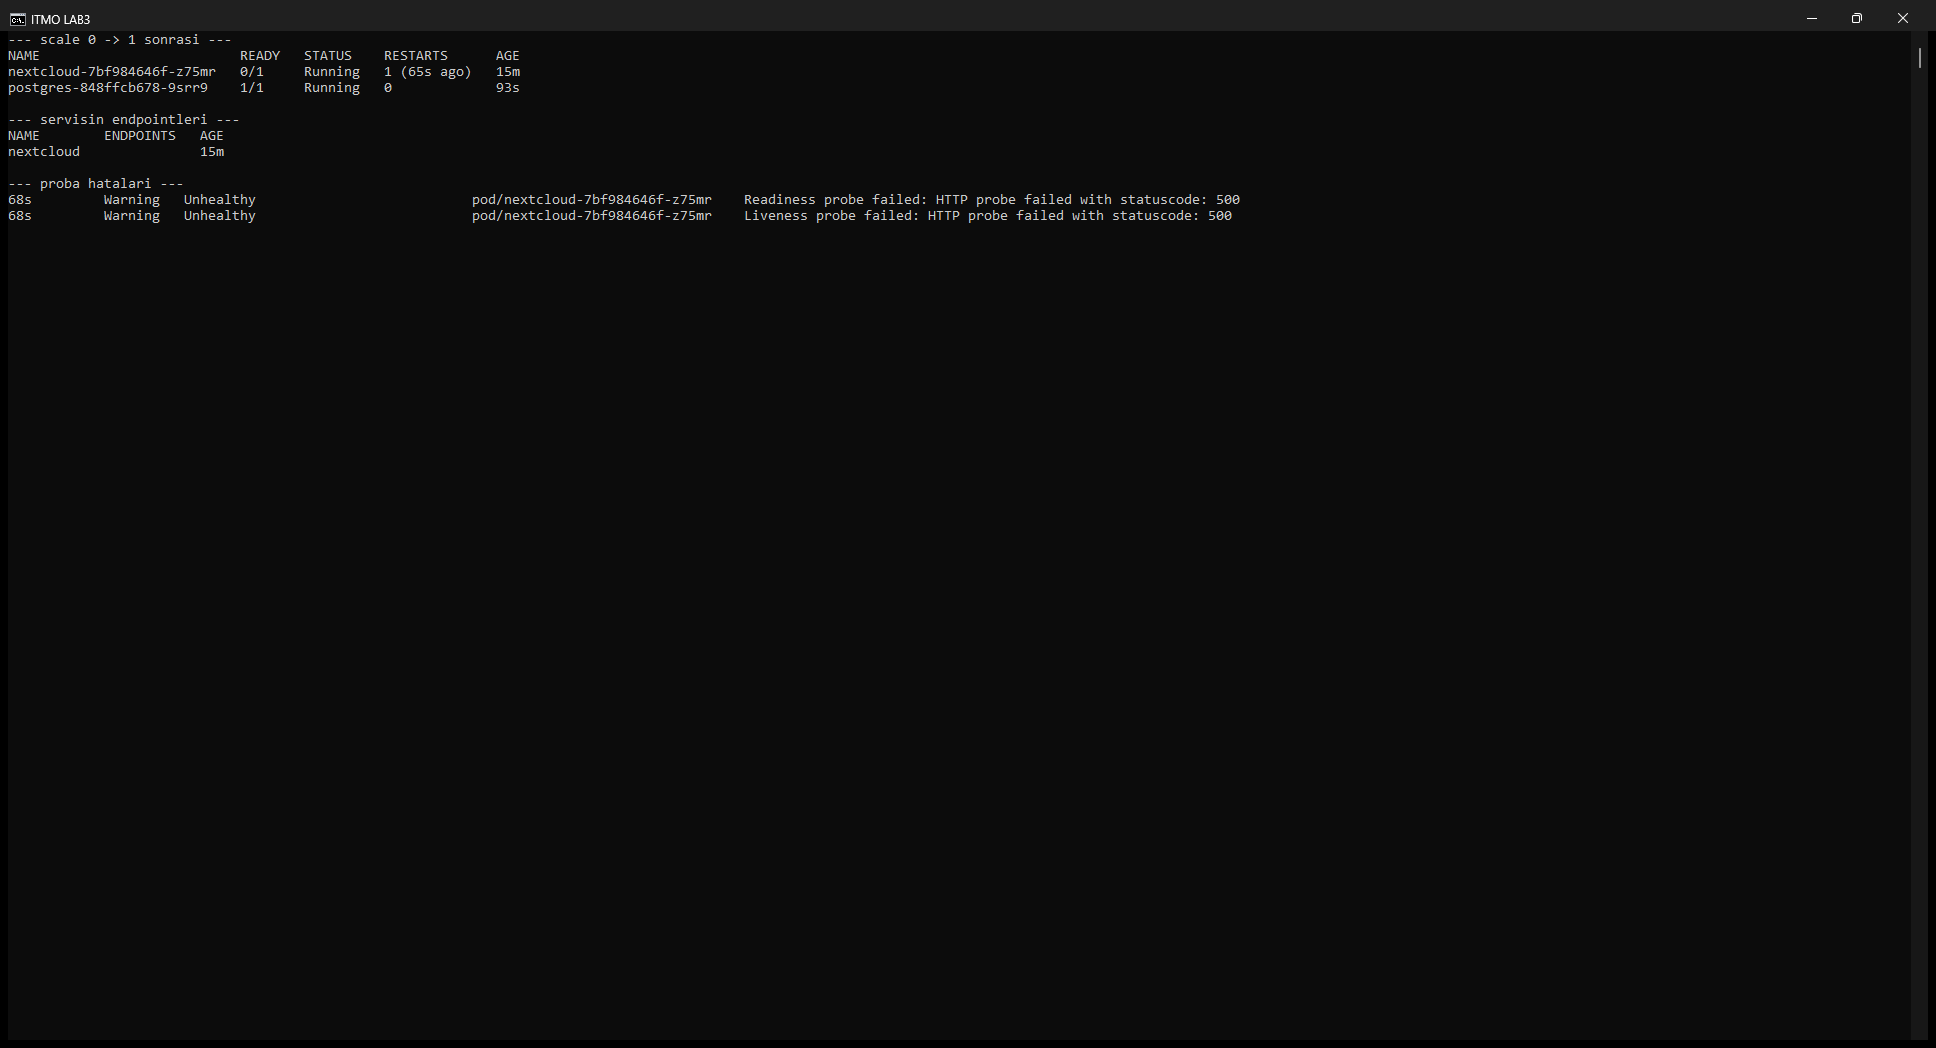 ITMO LAB3
--- scale 0 -> 1 sonrasi ---
NAME                         READY   STATUS    RESTARTS      AGE
nextcloud-7bf984646f-z75mr   0/1     Running   1 (65s ago)   15m
postgres-848ffcb678-9srr9    1/1     Running   0             93s
--- servisin endpointleri ---
NAME        ENDPOINTS   AGE
nextcloud               15m
--- proba hatalari ---
68s         Warning   Unhealthy                           pod/nextcloud-7bf984646f-z75mr    Readiness probe failed: HTTP probe failed with statuscode: 500
68s         Warning   Unhealthy                           pod/nextcloud-7bf984646f-z75mr    Liveness probe failed: HTTP probe failed with statuscode: 500